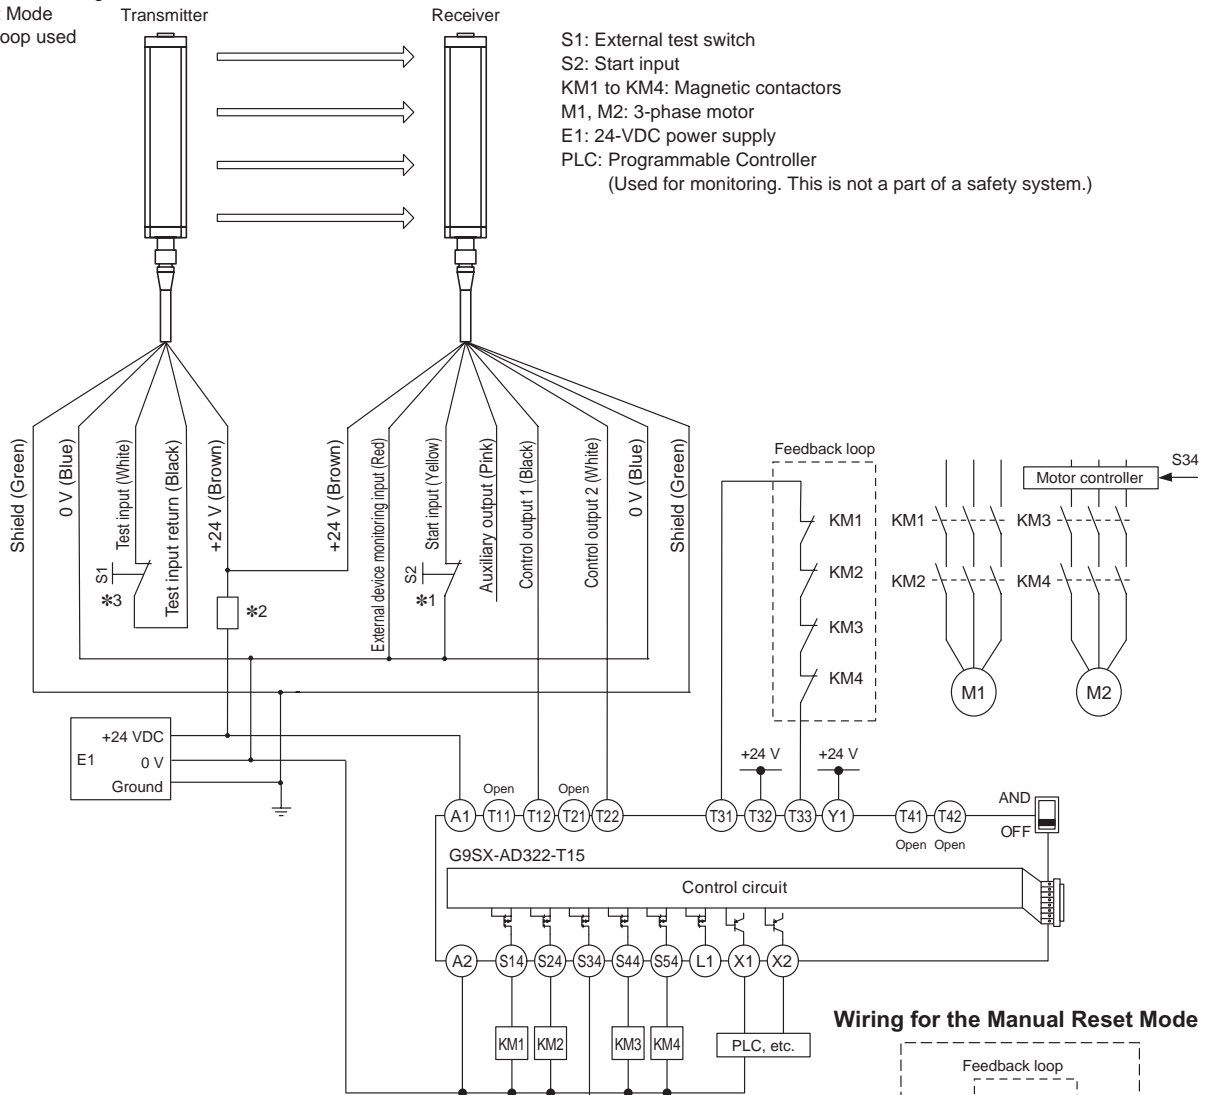 : Mode
oop used
Transmitter
Receiver
S1: External test switch
S2: Start input
KM1 to KM4: Magnetic contactors
M1, M2: 3-phase motor
E1: 24-VDC power supply
PLC: Programmable Controller
(Used for monitoring. This is not a part of a safety system.)
Shield (Green)
0 V (Blue)
Test input (White)
Test input return (Black)
+24 V (Brown)
S1
✻3
✻2
+24 V (Brown)
External device monitoring input (Red)
Start input (Yellow)
Auxiliary output (Pink)
Control output 1 (Black)
Control output 2 (White)
0 V (Blue)
Shield (Green)
S2
✻1
Feedback loop
KM1
KM2
KM3
KM4
S34
Motor controller
KM1
KM3
KM2
KM4
M1
M2
E1
+24 VDC
0 V
Ground
+24 V
+24 V
Open
Open
A1
T11
T12
T21
T22
T31
T32
T33
Y1
T41
T42
Open
Open
AND
OFF
G9SX-AD322-T15
Control circuit
A2
S14
S24
S34
S44
S54
L1
X1
X2
KM1
KM2
KM3
KM4
PLC, etc.
Wiring for the Manual Reset Mode
Feedback loop